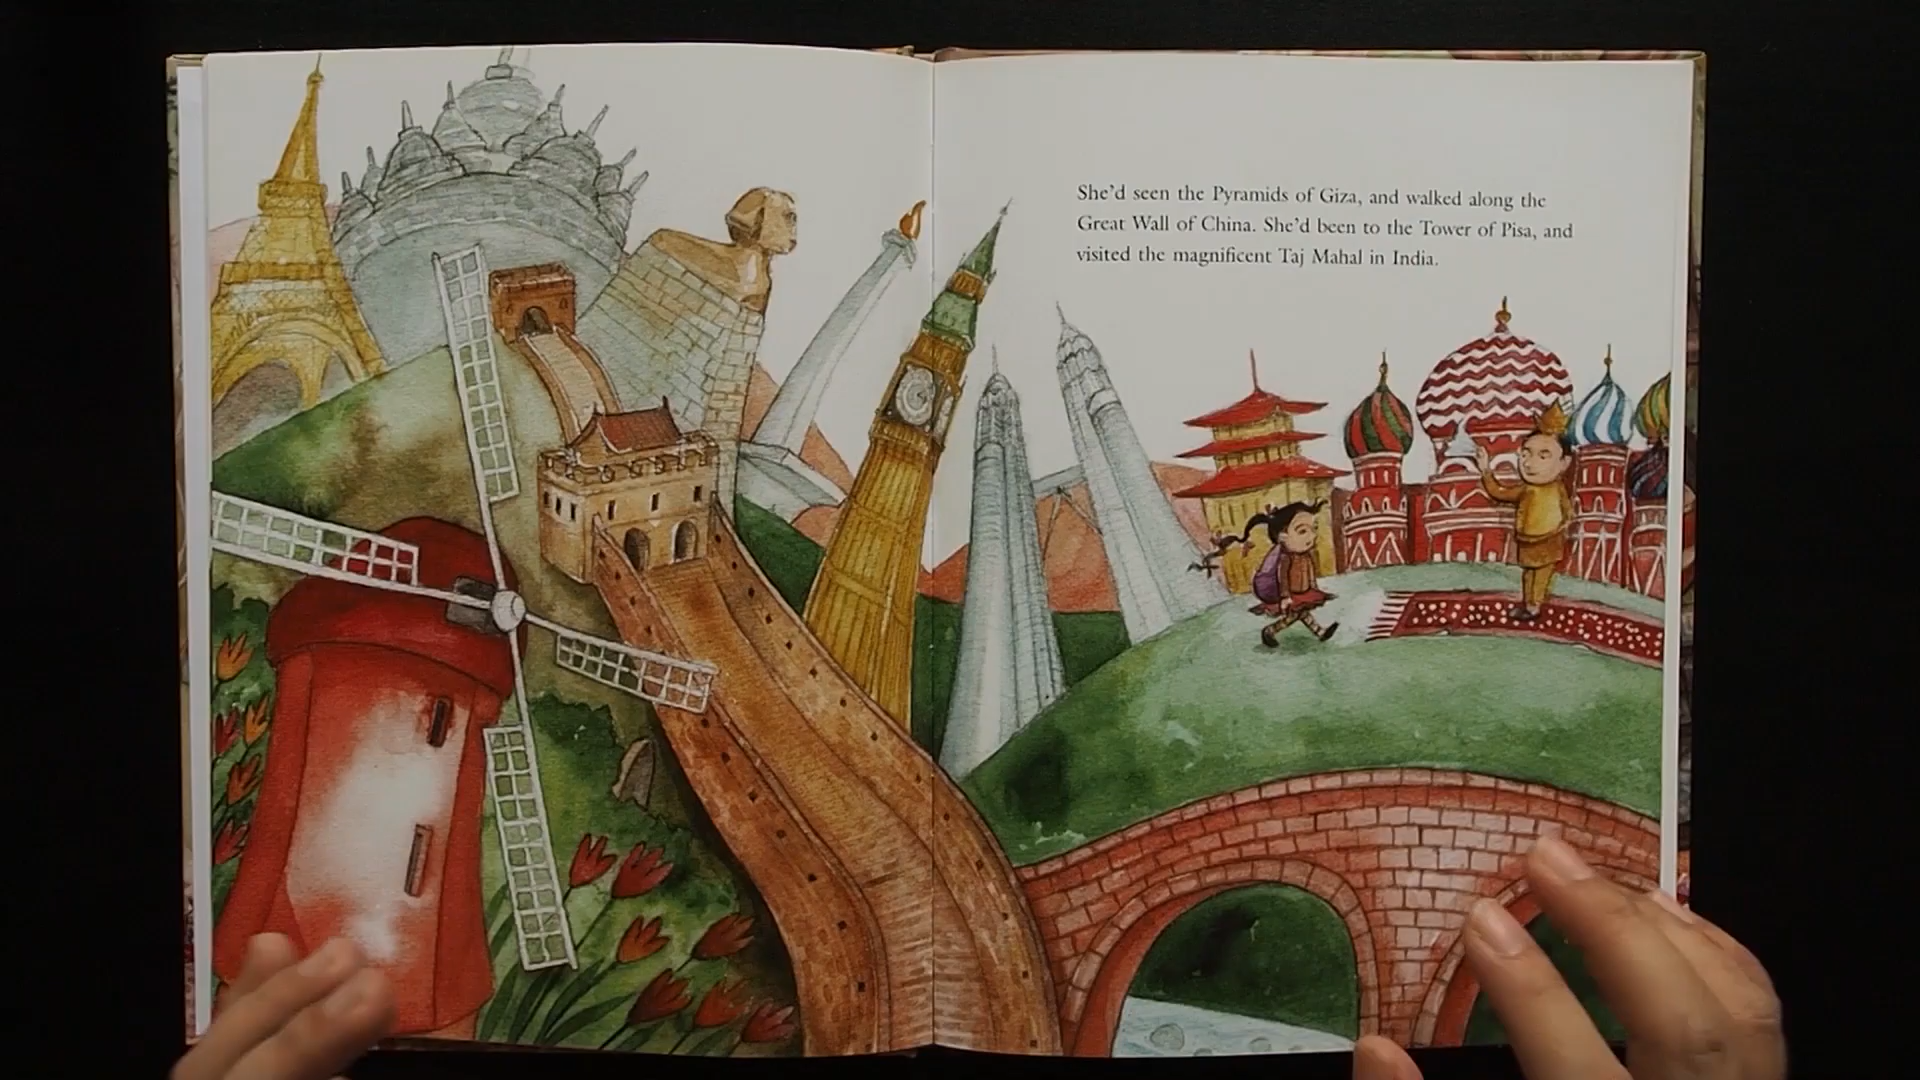 She'd seen the Pyramids of Giza, and walked along the
Great Wall of China. She'd been to the Tower of Pisa, and
visited the magnificent Taj Mahal in India.